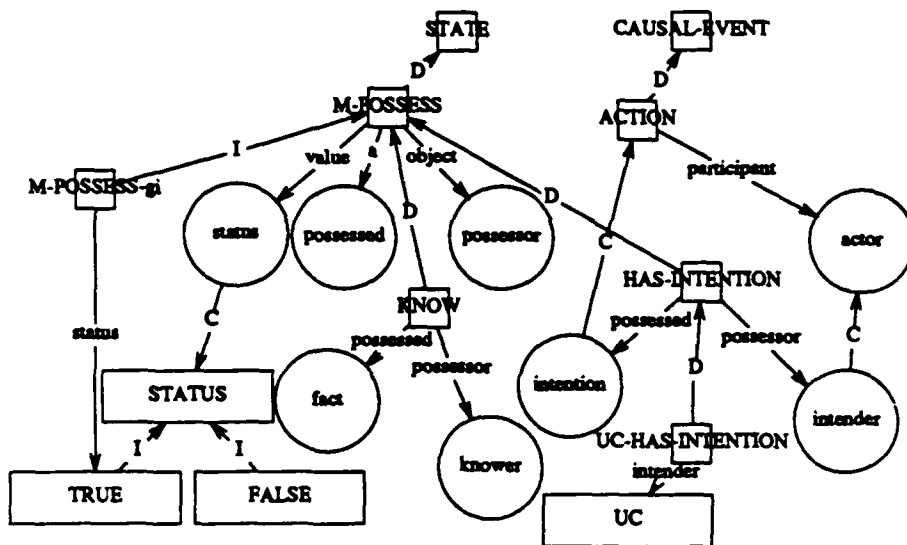 STATE
CAUSAL-EVENT
D
D
M-POSSESS
ACTION
I
value
a
object
participant
M-POSSESS-gi
D
D
status
possessed
possessor
C
actor
KNOW
HAS-INTENTION
status
C
possessed
possessed
possessor
C
possessor
D
STATUS
fact
intention
intender
I
I
knower
UC-HAS-INTENTION
intender
TRUE
FALSE
UC